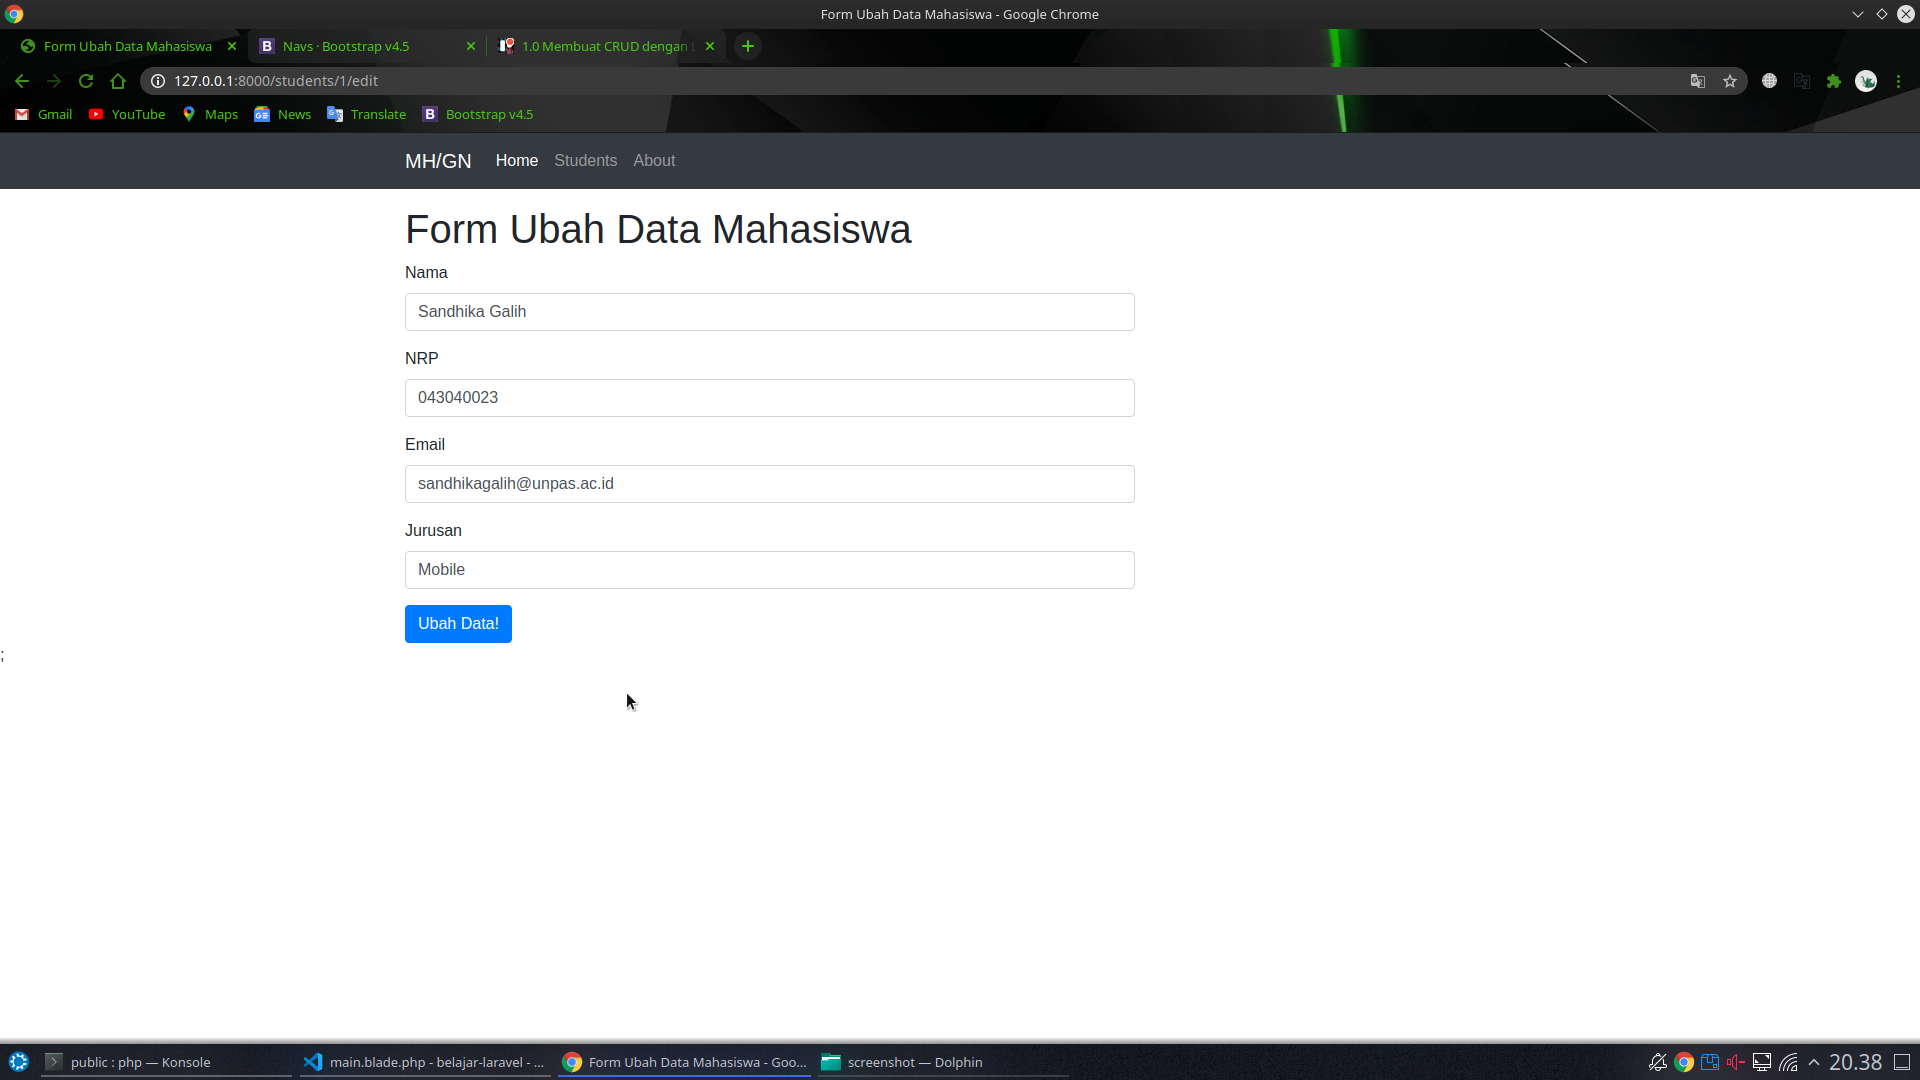 Form Ubah Data Mahasiswa - Google Chrome
Form Ubah Data Mahasiswa
Navs · Bootstrap v4.5
1.0 Membuat CRUD dengan
127.0.0.1:8000/students/1/edit
Gmail
YouTube
Maps
News
Translate
Bootstrap v4.5
MH/GN
Home
Students
About
Form Ubah Data Mahasiswa
Nama
Sandhika Galih
NRP
043040023
Email
sandhikagalih@unpas.ac.id
Jurusan
Mobile
Ubah Data!
;
public : php — Konsole
main.blade.php - belajar-laravel - ...
Form Ubah Data Mahasiswa - Goo...
screenshot — Dolphin
20.38